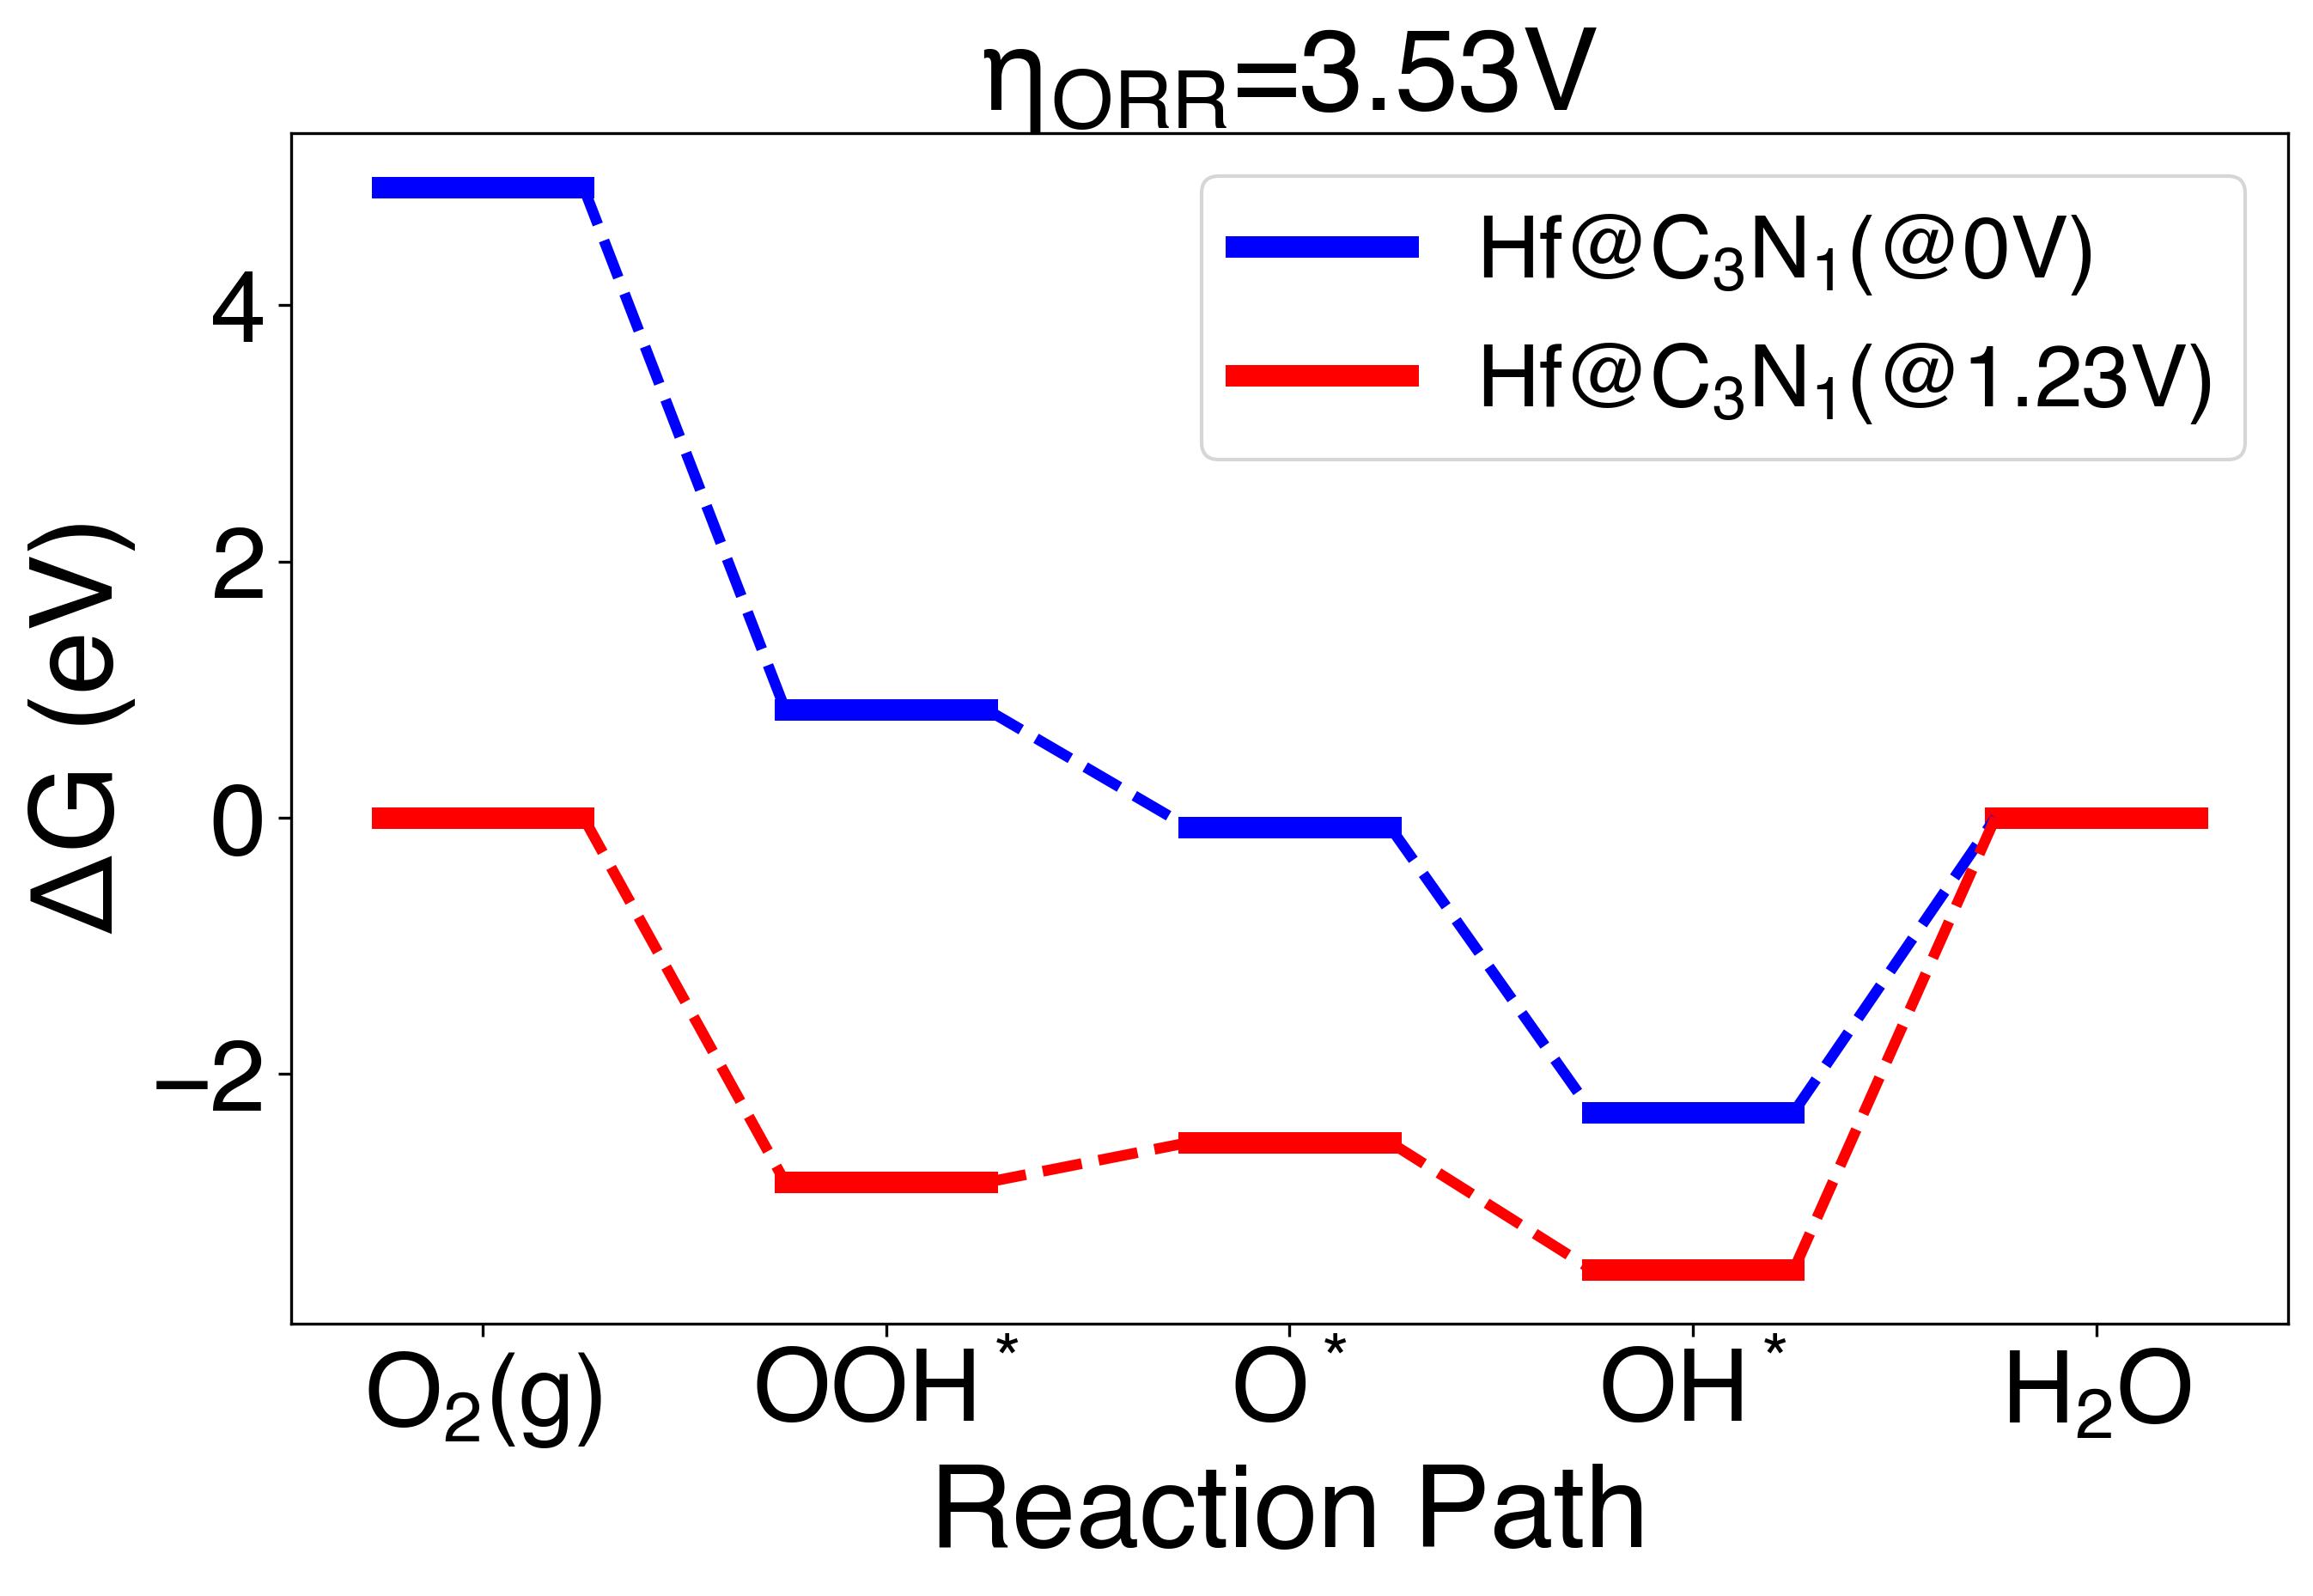 η_ORR=3.53V
Hf@C₃N₁(@0V)
Hf@C₃N₁(@1.23V)
ΔG (eV)
4
2
0
−2
O₂(g) OOH* O* OH* H₂O
Reaction Path